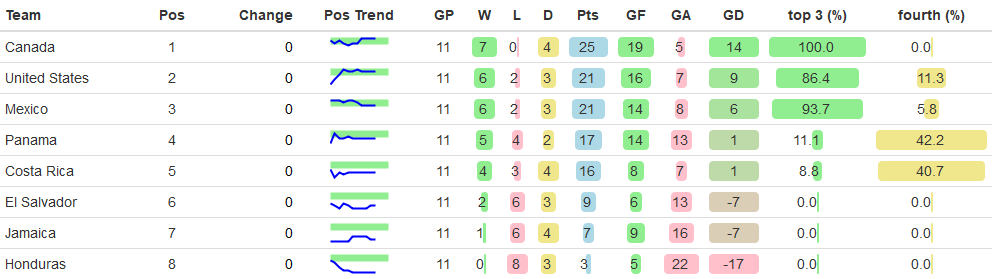 Team Pos Change Pos Trend GP W L D Pts GF GA GD top 3 (%) fourth (%)
Canada 1 0 11 7 0 4 25 19 5 14 100.0 0.0
United States 2 0 11 6 2 3 21 16 7 9 86.4 11.3
Mexico 3 0 11 6 2 3 21 14 8 6 93.7 5.8
Panama 4 0 11 5 4 2 17 14 13 1 11.1 42.2
Costa Rica 5 0 11 4 3 4 16 8 7 1 8.8 40.7
El Salvador 6 0 11 2 6 3 9 6 13 -7 0.0 0.0
Jamaica 7 0 11 1 6 4 7 9 16 -7 0.0 0.0
Honduras 8 0 11 0 8 3 3 5 22 -17 0.0 0.0